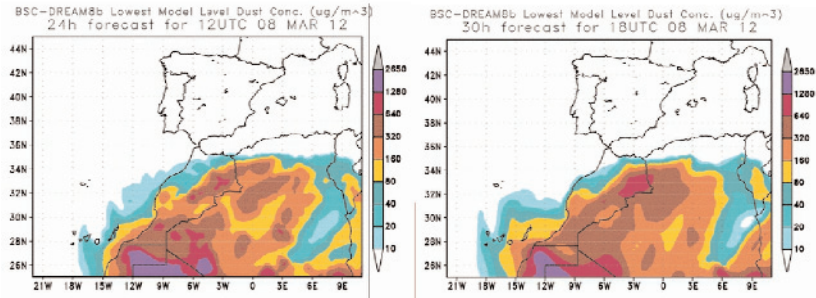 BSC-DREAM8b Lowest Model Level Dust Conc. (ug/m^3)
24h forecast for 12UTC 08 MAR 12
44N
42N
40N
38N
36N
34N
32N
30N
28N
26N
21W 18W 15W 12W 9W 6W 3W 0 3E 6E 9E
2650
1280
640
320
160
80
40
20
10
BSC-DREAM8b Lowest Model Level Dust Conc. (ug/m^3)
30h forecast for 18UTC 08 MAR 12
44N
42N
40N
38N
36N
34N
32N
30N
28N
26N
21W 18W 15W 12W 9W 6W 3W 0 3E 6E 9E
2650
1280
640
320
160
80
40
20
10